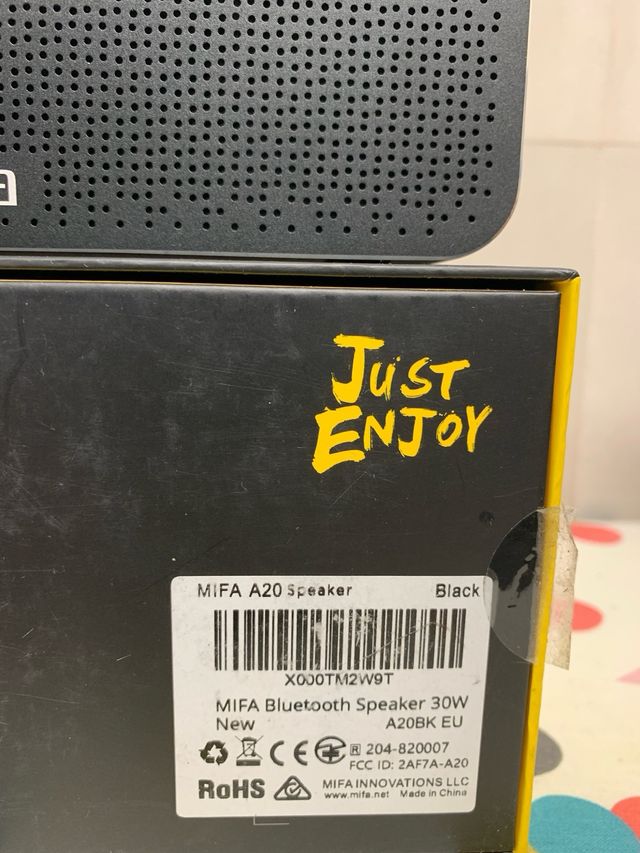 JUST
ENJOY
MIFA A20 Speaker Black
X000TM2W9T
MIFA Bluetooth Speaker 30W
New A20BK EU
CE R 204-820007
FCC ID: 2AF7A-A20
RoHS MIFA INNOVATIONS LLC
www.mifa.net Made in China